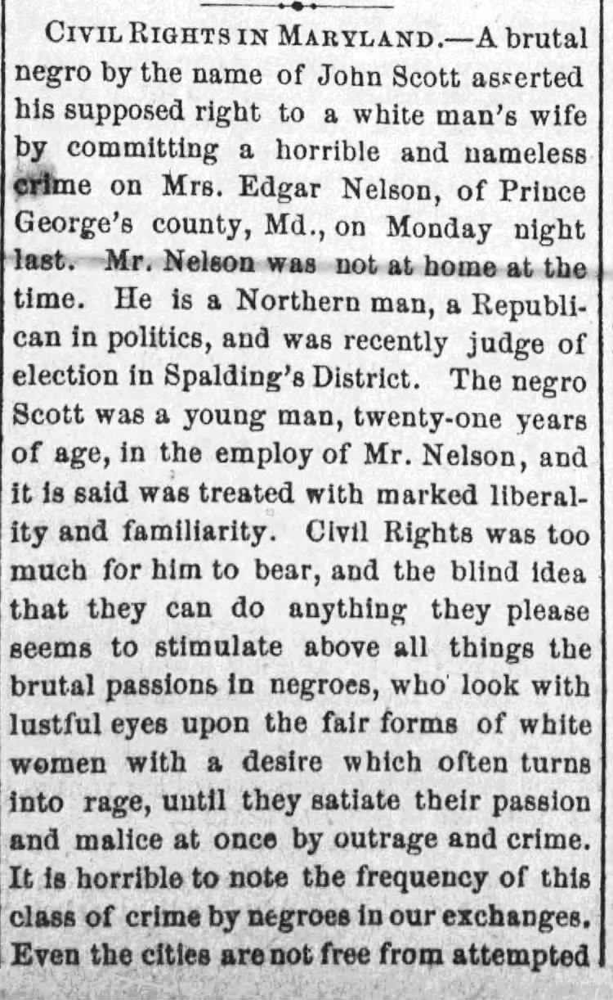 CIVIL RIGHTS IN MARYLAND.—A brutal
negro by the name of John Scott asserted
his supposed right to a white man's wife
by committing a horrible and nameless
crime on Mrs. Edgar Nelson, of Prince
George's county, Md., on Monday night
last. Mr. Nelson was not at home at the
time. He is a Northern man, a Republi-
can in politics, and was recently judge of
election in Spalding's District. The negro
Scott was a young man, twenty-one years
of age, in the employ of Mr. Nelson, and
it is said was treated with marked liberal-
ity and familiarity. Civil Rights was too
much for him to bear, and the blind idea
that they can do anything they please
seems to stimulate above all things the
brutal passions in negroes, who look with
lustful eyes upon the fair forms of white
women with a desire which often turns
into rage, until they satiate their passion
and malice at once by outrage and crime.
It is horrible to note the frequency of this
class of crime by negroes in our exchanges.
Even the cities are not free from attempted